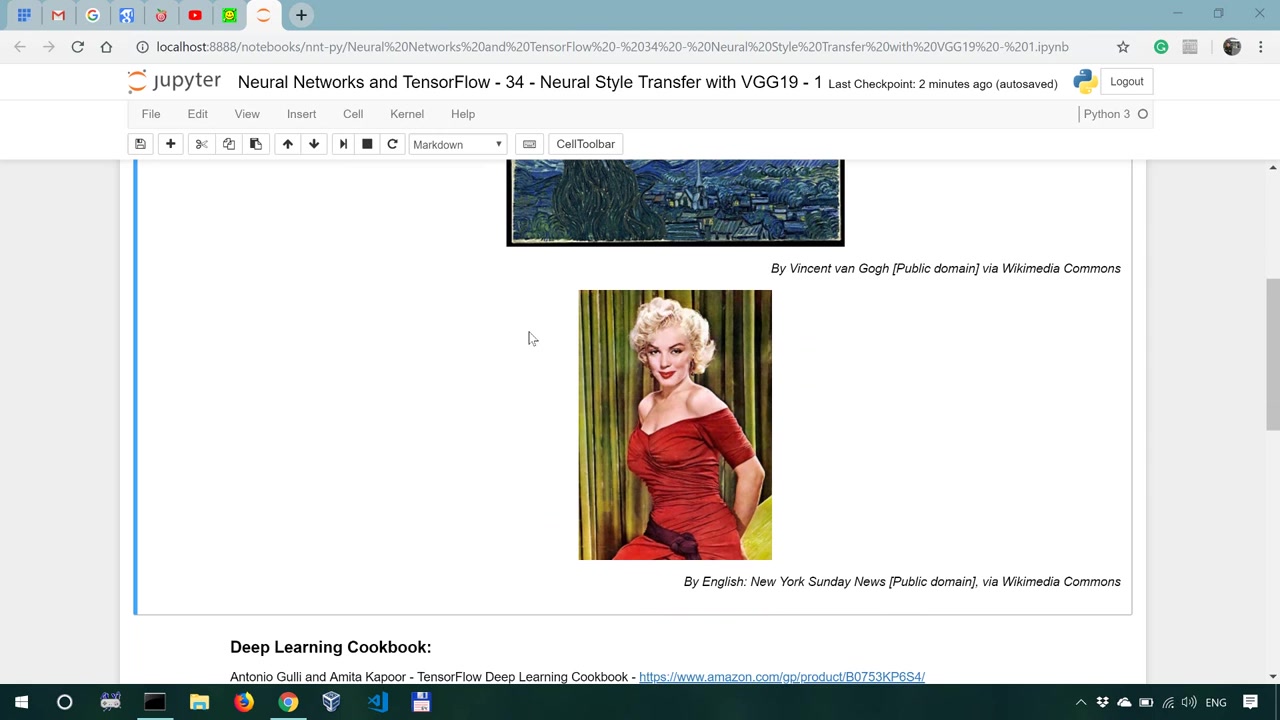 localhost:8888/notebooks/nnt-py/Neural%20Networks%20and%20TensorFlow%20-%2034%20-%20Neural%20Style%20Transfer%20with%20VGG19%20-%201.ipynb
jupyter Neural Networks and TensorFlow - 34 - Neural Style Transfer with VGG19 - 1 Last Checkpoint: 2 minutes ago (autosaved) Logout
File Edit View Insert Cell Kernel Help Python 3
Markdown CellToolbar
By Vincent van Gogh [Public domain] via Wikimedia Commons
By English: New York Sunday News [Public domain], via Wikimedia Commons
Deep Learning Cookbook:
Antonio Gulli and Amita Kapoor - TensorFlow Deep Learning Cookbook - https://www.amazon.com/gp/product/B0753KP6S4/
ENG